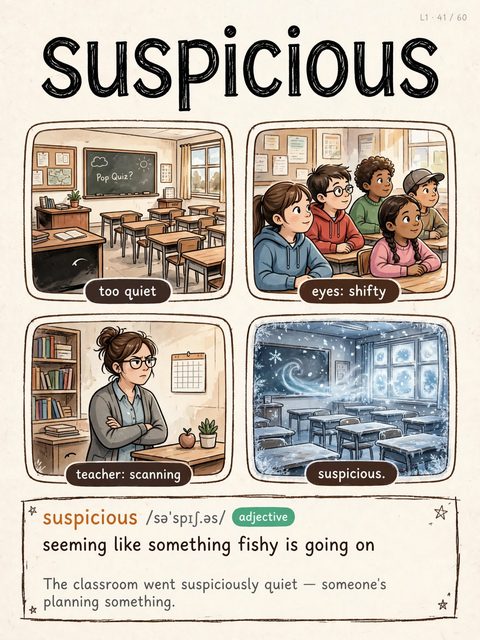 L1 · 41 / 60
suspicious
Pop Quiz?
too quiet
eyes: shifty
teacher: scanning
suspicious.
suspicious /səˈspɪʃ.əs/ adjective
seeming like something fishy is going on
The classroom went suspiciously quiet — someone's
planning something.